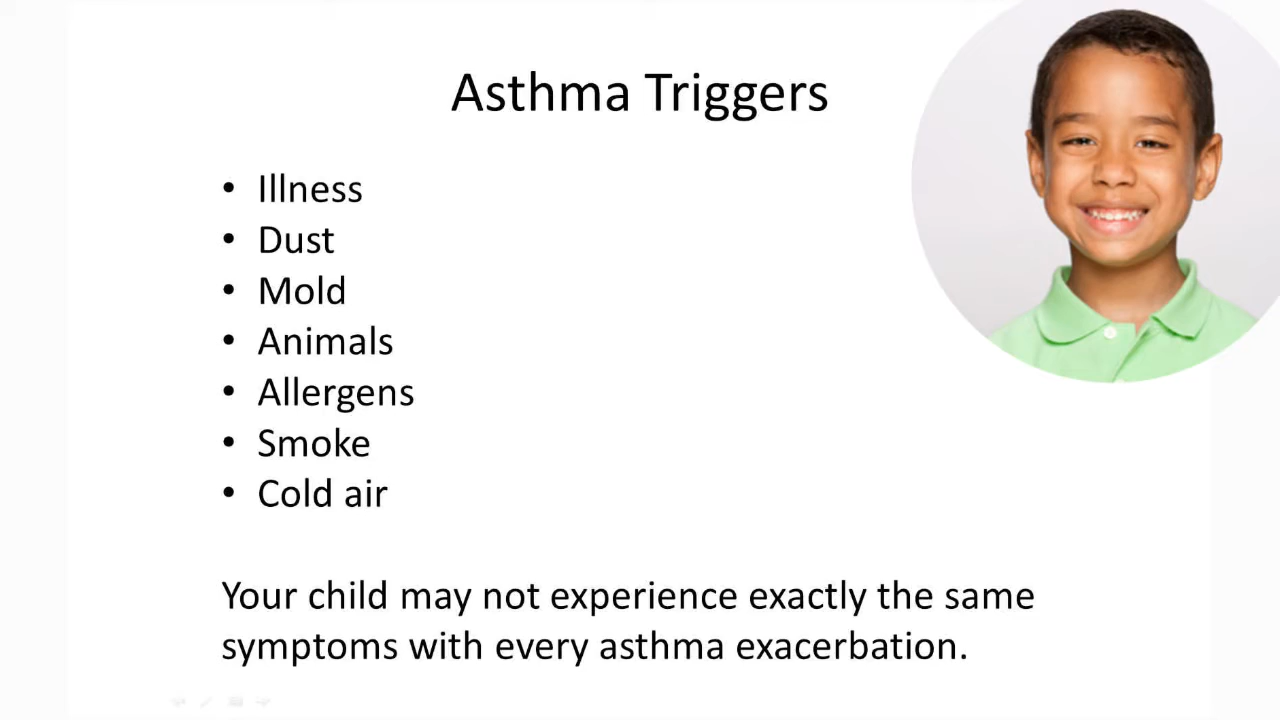 Asthma Triggers
• Illness
• Dust
• Mold
• Animals
• Allergens
• Smoke
• Cold air
Your child may not experience exactly the same
symptoms with every asthma exacerbation.